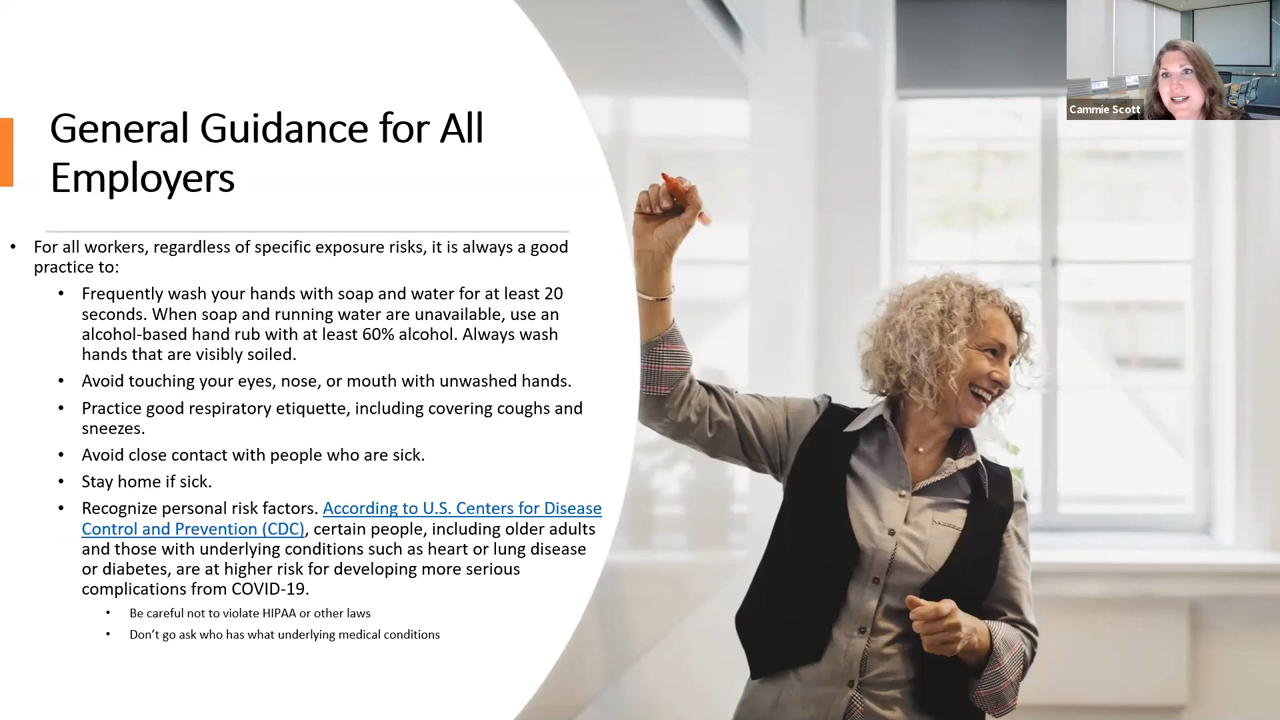 General Guidance for All
Employers
• For all workers, regardless of specific exposure risks, it is always a good
practice to:
• Frequently wash your hands with soap and water for at least 20
seconds. When soap and running water are unavailable, use an
alcohol-based hand rub with at least 60% alcohol. Always wash
hands that are visibly soiled.
• Avoid touching your eyes, nose, or mouth with unwashed hands.
• Practice good respiratory etiquette, including covering coughs and
sneezes.
• Avoid close contact with people who are sick.
• Stay home if sick.
• Recognize personal risk factors. According to U.S. Centers for Disease
Control and Prevention (CDC), certain people, including older adults
and those with underlying conditions such as heart or lung disease
or diabetes, are at higher risk for developing more serious
complications from COVID-19.
• Be careful not to violate HIPAA or other laws
• Don’t go ask who has what underlying medical conditions
Cammie Scott